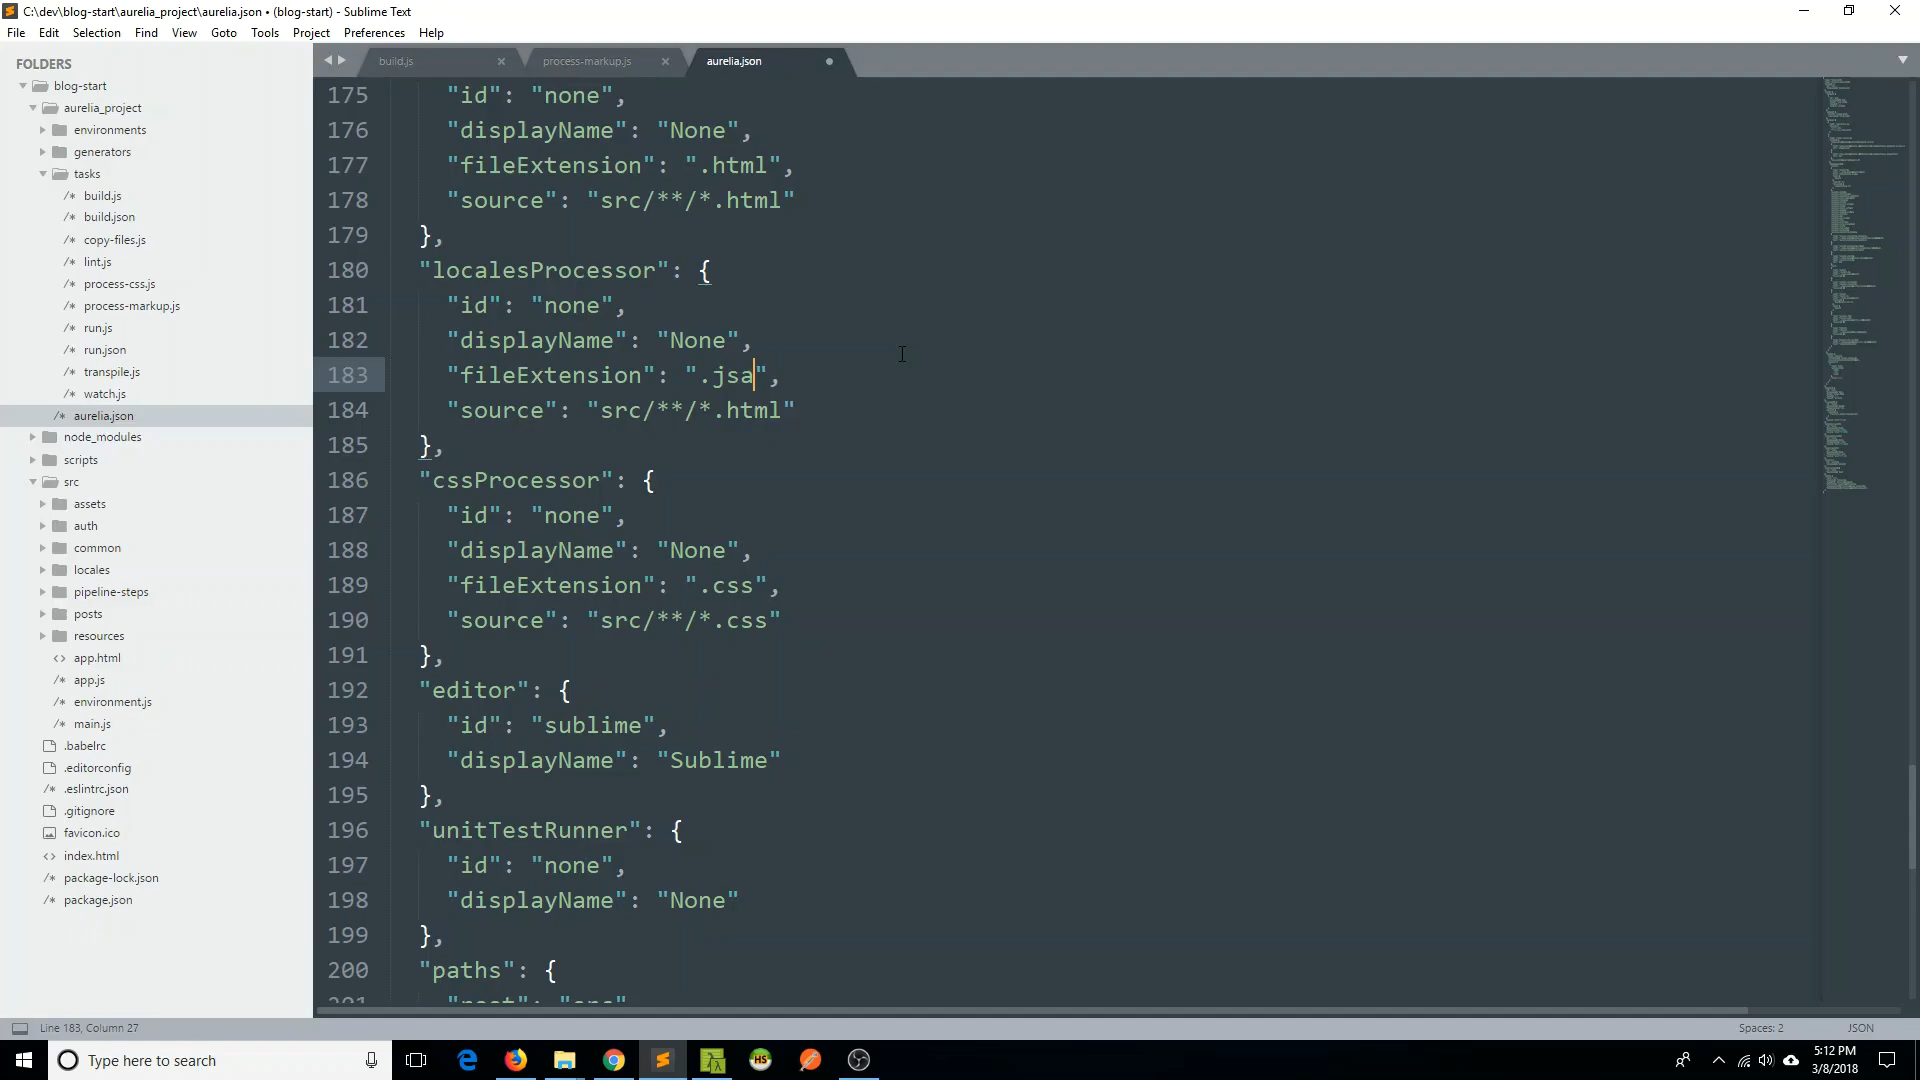 C:\dev\blog-start\aurelia_project\aurelia.json • (blog-start) - Sublime Text
File Edit Selection Find View Goto Tools Project Preferences Help
FOLDERS
blog-start
aurelia_project
environments
generators
tasks
/* build.js
/* build.json
/* copy-files.js
/* lint.js
/* process-css.js
/* process-markup.js
/* run.js
/* run.json
/* transpile.js
/* watch.js
/* aurelia.json
node_modules
scripts
src
assets
auth
common
locales
pipeline-steps
posts
resources
<> app.html
/* app.js
/* environment.js
/* main.js
.babelrc
.editorconfig
/* .eslintrc.json
.gitignore
favicon.ico
<> index.html
/* package-lock.json
/* package.json
build.js
process-markup.js
aurelia.json
175 "id": "none",
176 "displayName": "None",
177 "fileExtension": ".html",
178 "source": "src/**/*.html"
179 },
180 "localesProcessor": {
181 "id": "none",
182 "displayName": "None",
183 "fileExtension": ".jsa",
184 "source": "src/**/*.html"
185 },
186 "cssProcessor": {
187 "id": "none",
188 "displayName": "None",
189 "fileExtension": ".css",
190 "source": "src/**/*.css"
191 },
192 "editor": {
193 "id": "sublime",
194 "displayName": "Sublime"
195 },
196 "unitTestRunner": {
197 "id": "none",
198 "displayName": "None"
199 },
200 "paths": {
201 "root": "src"
Line 183, Column 27
Spaces: 2
JSON
Type here to search
HS
5:12 PM
3/8/2018